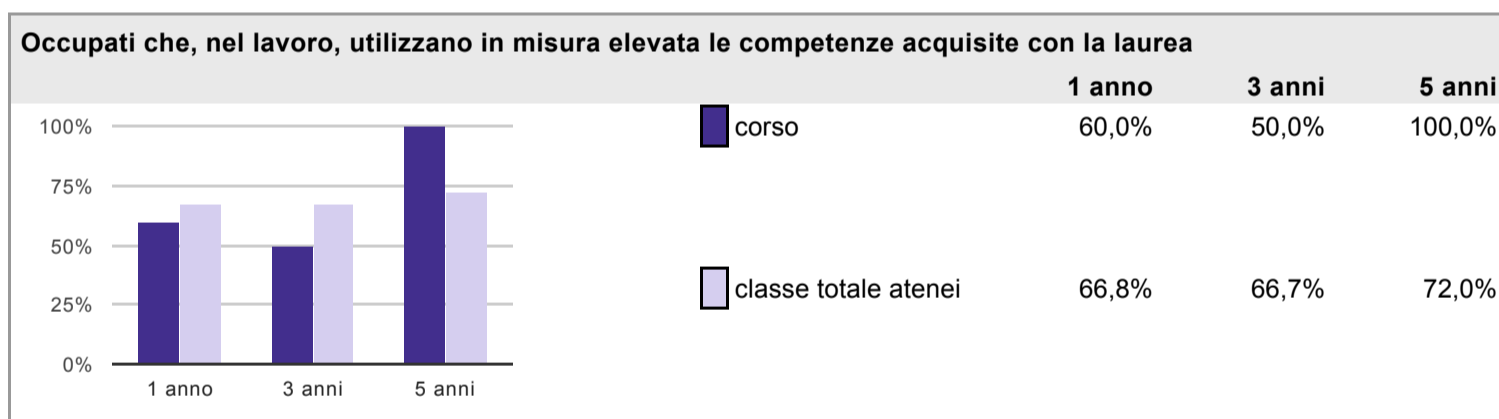 Occupati che, nel lavoro, utilizzano in misura elevata le competenze acquisite con la laurea
1 anno 3 anni 5 anni
corso 60,0% 50,0% 100,0%
classe totale atenei 66,8% 66,7% 72,0%
100%
75%
50%
25%
0%
1 anno 3 anni 5 anni